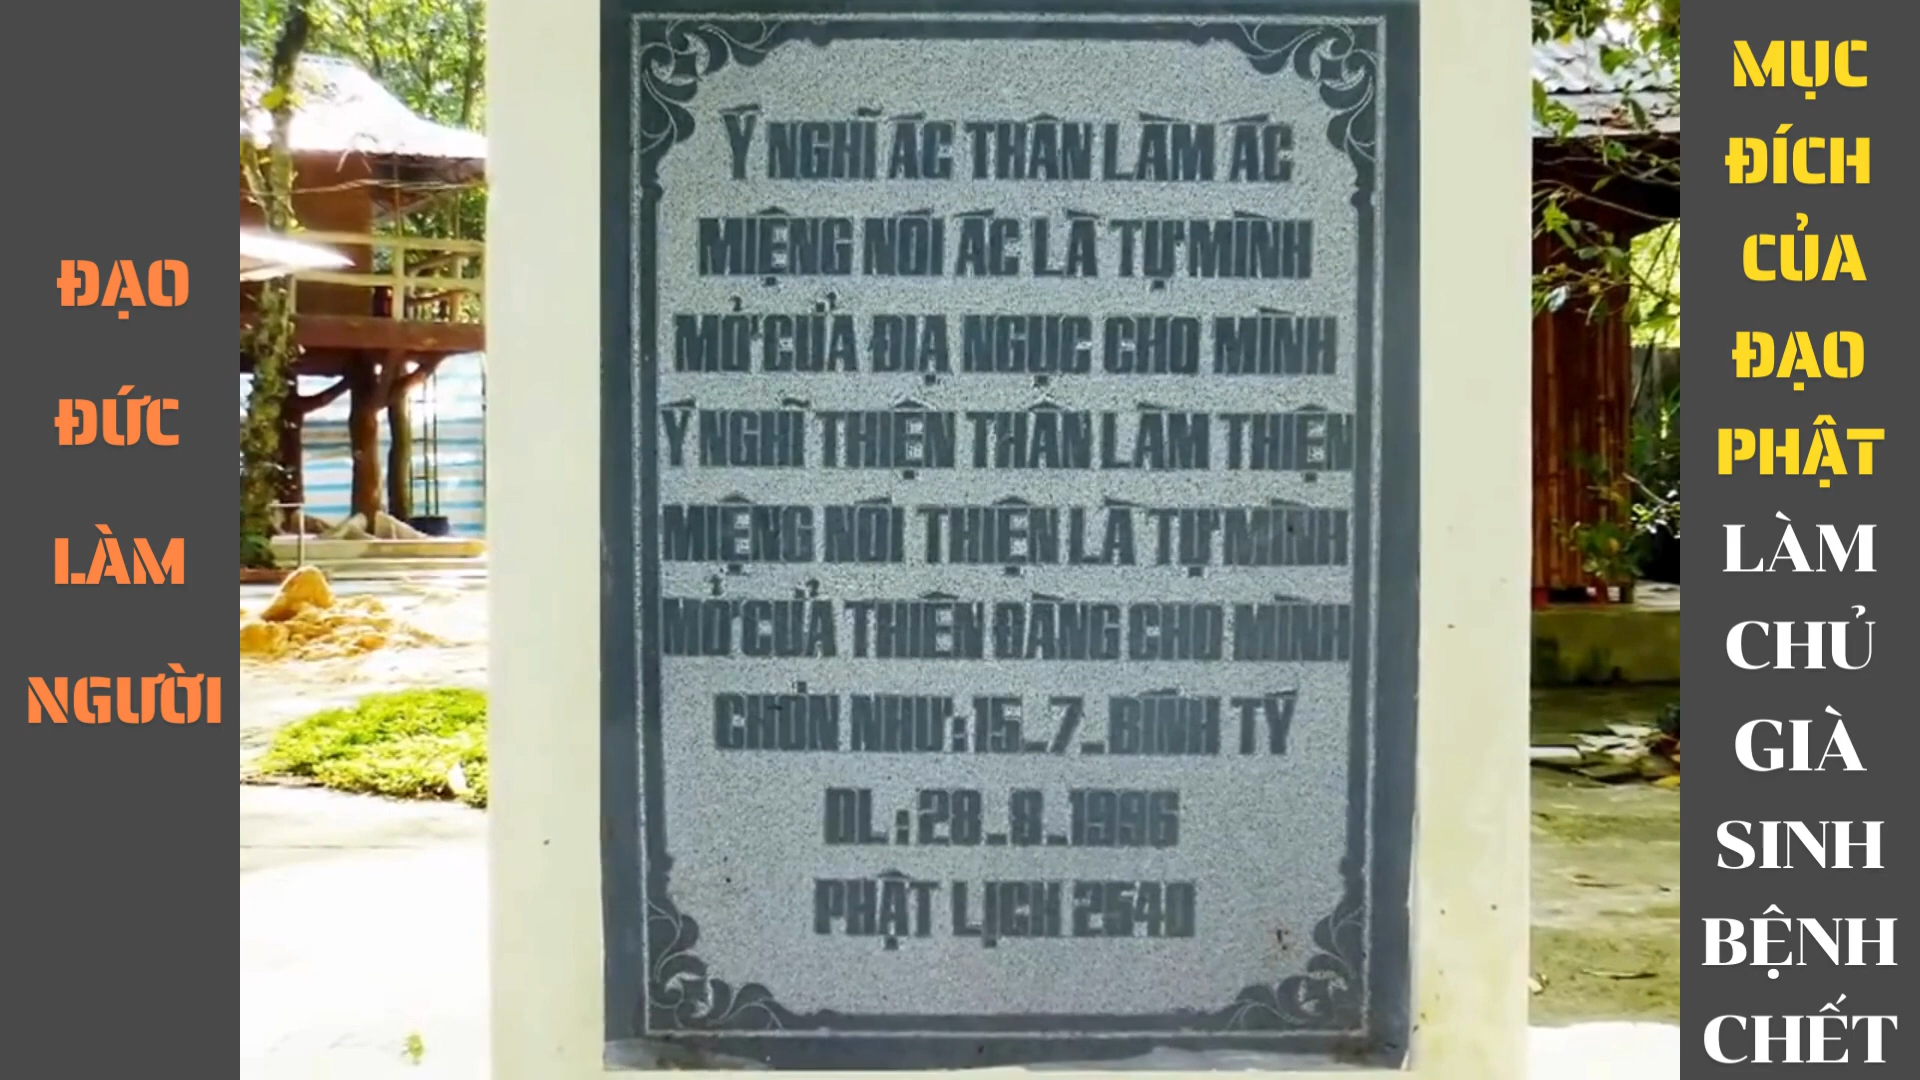 ĐẠO
ĐỨC
LÀM
NGƯỜI
Ý NGHĨ ÁC THÂN LÀM ÁC
MIỆNG NÓI ÁC LÀ TỰ MÌNH
MỞ CỬA ĐỊA NGỤC CHO MÌNH
Ý NGHĨ THIỆN THÂN LÀM THIỆN
MIỆNG NÓI THIỆN LÀ TỰ MÌNH
MỞ CỬA THIÊN ĐÀNG CHO MÌNH
CHƠN NHƯ : 15_7_BÍNH TÝ
DL : 28_8_1996
PHẬT LỊCH 2540
MỤC
ĐÍCH
CỦA
ĐẠO
PHẬT
LÀM
CHỦ
GIÀ
SINH
BỆNH
CHẾT